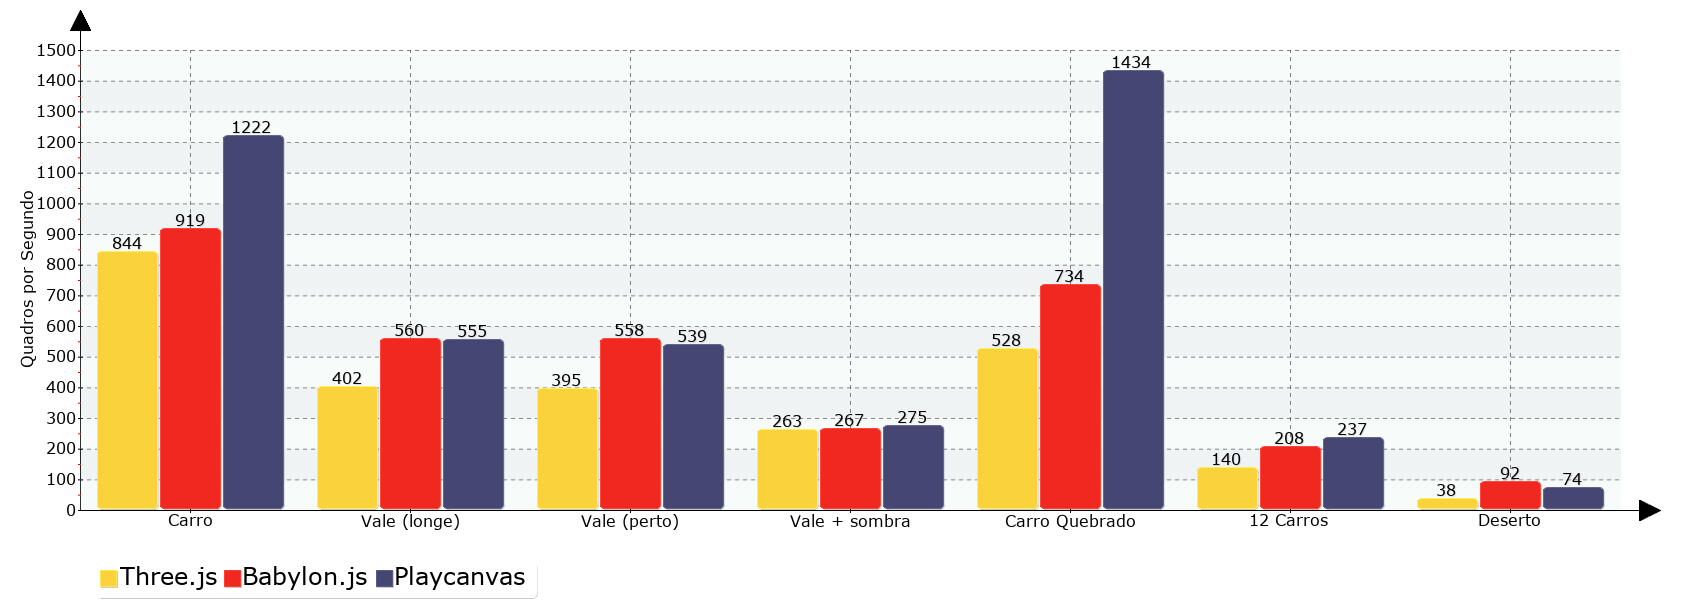 1500
1400
1300
1200
1100
1000
900
800
700
600
500
400
300
200
100
0
Quadros por Segundo
844 919 1222
402 560 555
395 558 539
263 267 275
528 734 1434
140 208 237
38 92 74
Carro Vale (longe) Vale (perto) Vale + sombra Carro Quebrado 12 Carros Deserto
Three.js Babylon.js Playcanvas